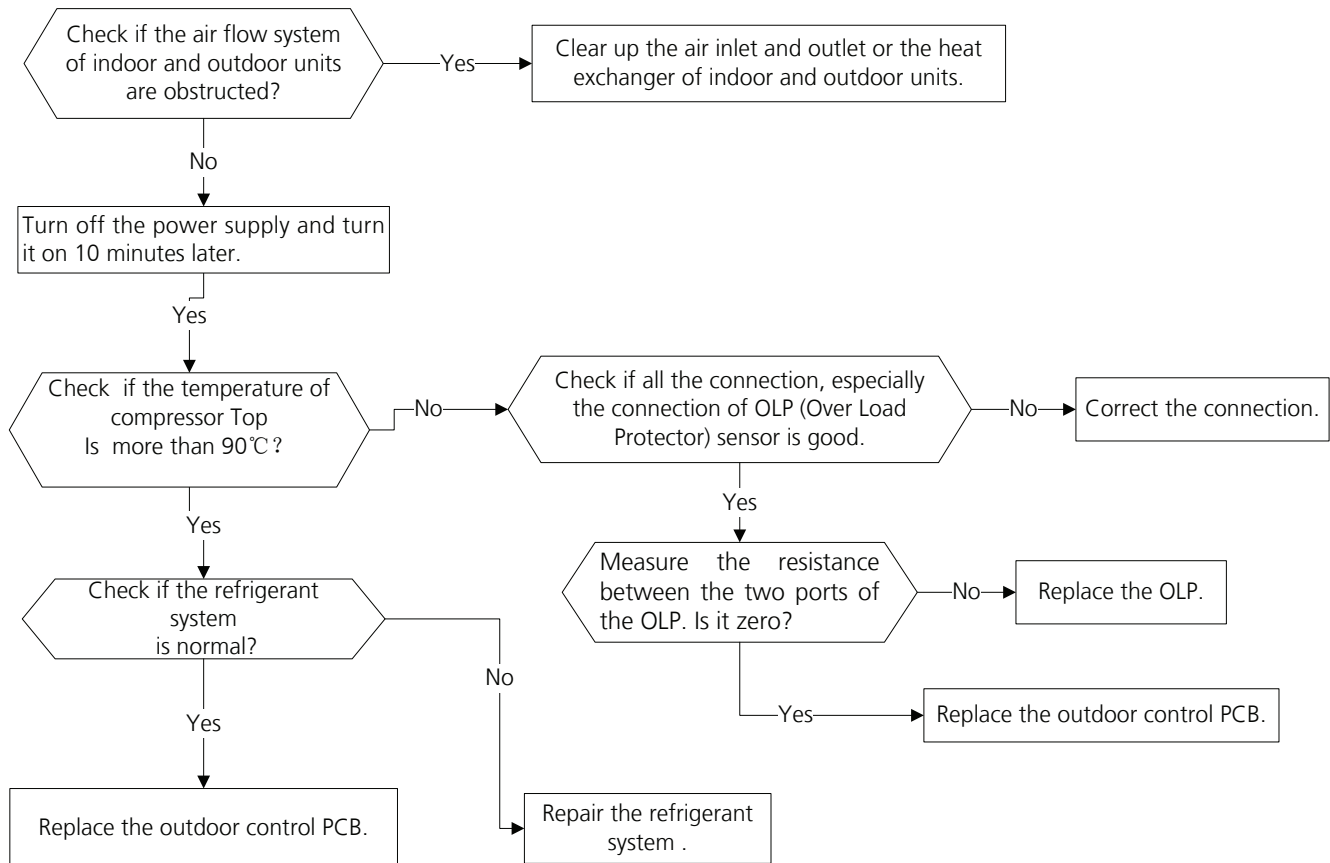 Check if the air flow system
of indoor and outdoor units
are obstructed?
Yes
Clear up the air inlet and outlet or the heat
exchanger of indoor and outdoor units.
No
Turn off the power supply and turn
it on 10 minutes later.
Yes
Check if the temperature of
compressor Top
Is more than 90℃?
No
Check if all the connection, especially
the connection of OLP (Over Load
Protector) sensor is good.
No
Correct the connection.
Yes
Yes
Measure the resistance
between the two ports of
the OLP. Is it zero?
No
Replace the OLP.
Check if the refrigerant
system
is normal?
No
Yes
Yes
Replace the outdoor control PCB.
Replace the outdoor control PCB.
Repair the refrigerant
system .